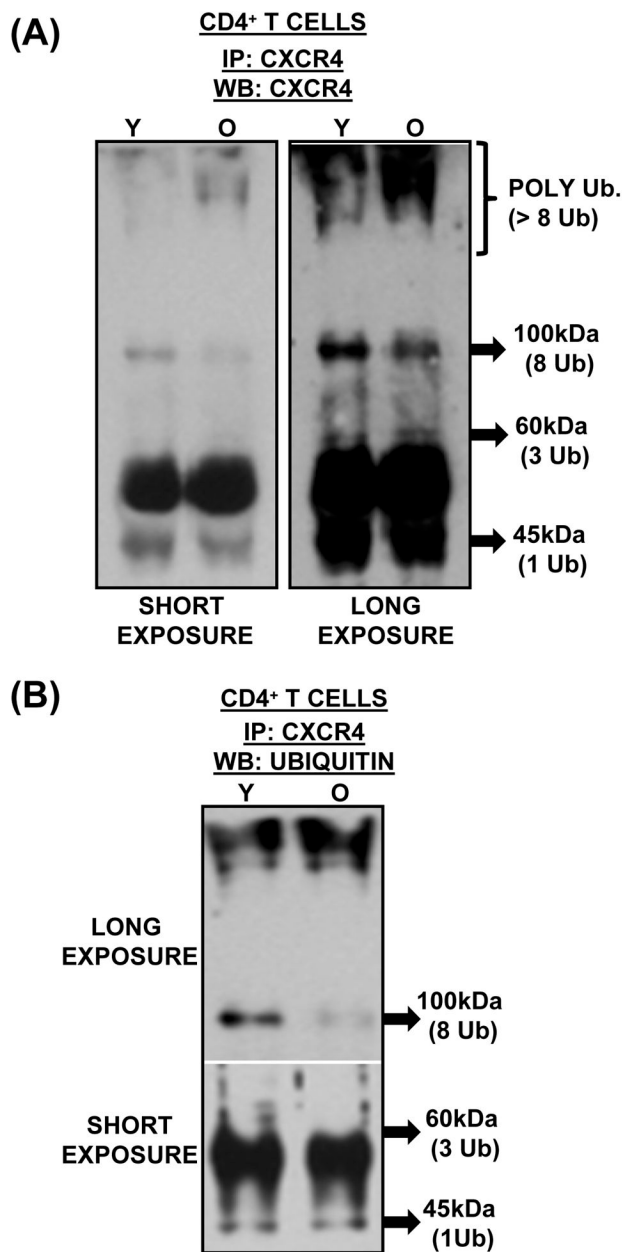 (A)
CD4⁺ T CELLS
IP: CXCR4
WB: CXCR4
Y O Y O
POLY Ub.
(> 8 Ub)
100kDa
(8 Ub)
60kDa
(3 Ub)
45kDa
(1 Ub)
SHORT
EXPOSURE
LONG
EXPOSURE
(B)
CD4⁺ T CELLS
IP: CXCR4
WB: UBIQUITIN
Y O
LONG
EXPOSURE
100kDa
(8 Ub)
SHORT
EXPOSURE
60kDa
(3 Ub)
45kDa
(1Ub)